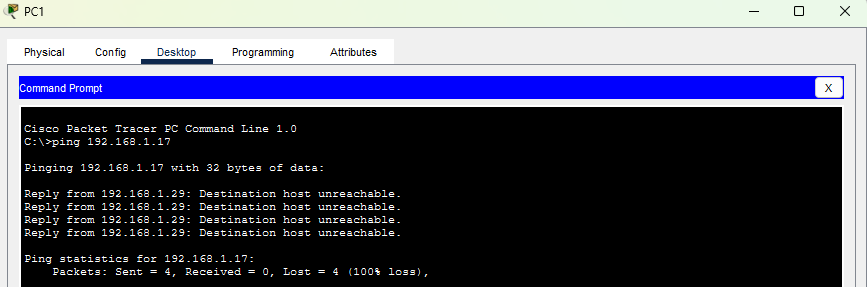 PC1
Physical Config Desktop Programming Attributes
Command Prompt X
Cisco Packet Tracer PC Command Line 1.0
C:\>ping 192.168.1.17
Pinging 192.168.1.17 with 32 bytes of data:
Reply from 192.168.1.29: Destination host unreachable.
Reply from 192.168.1.29: Destination host unreachable.
Reply from 192.168.1.29: Destination host unreachable.
Reply from 192.168.1.29: Destination host unreachable.
Ping statistics for 192.168.1.17:
Packets: Sent = 4, Received = 0, Lost = 4 (100% loss),